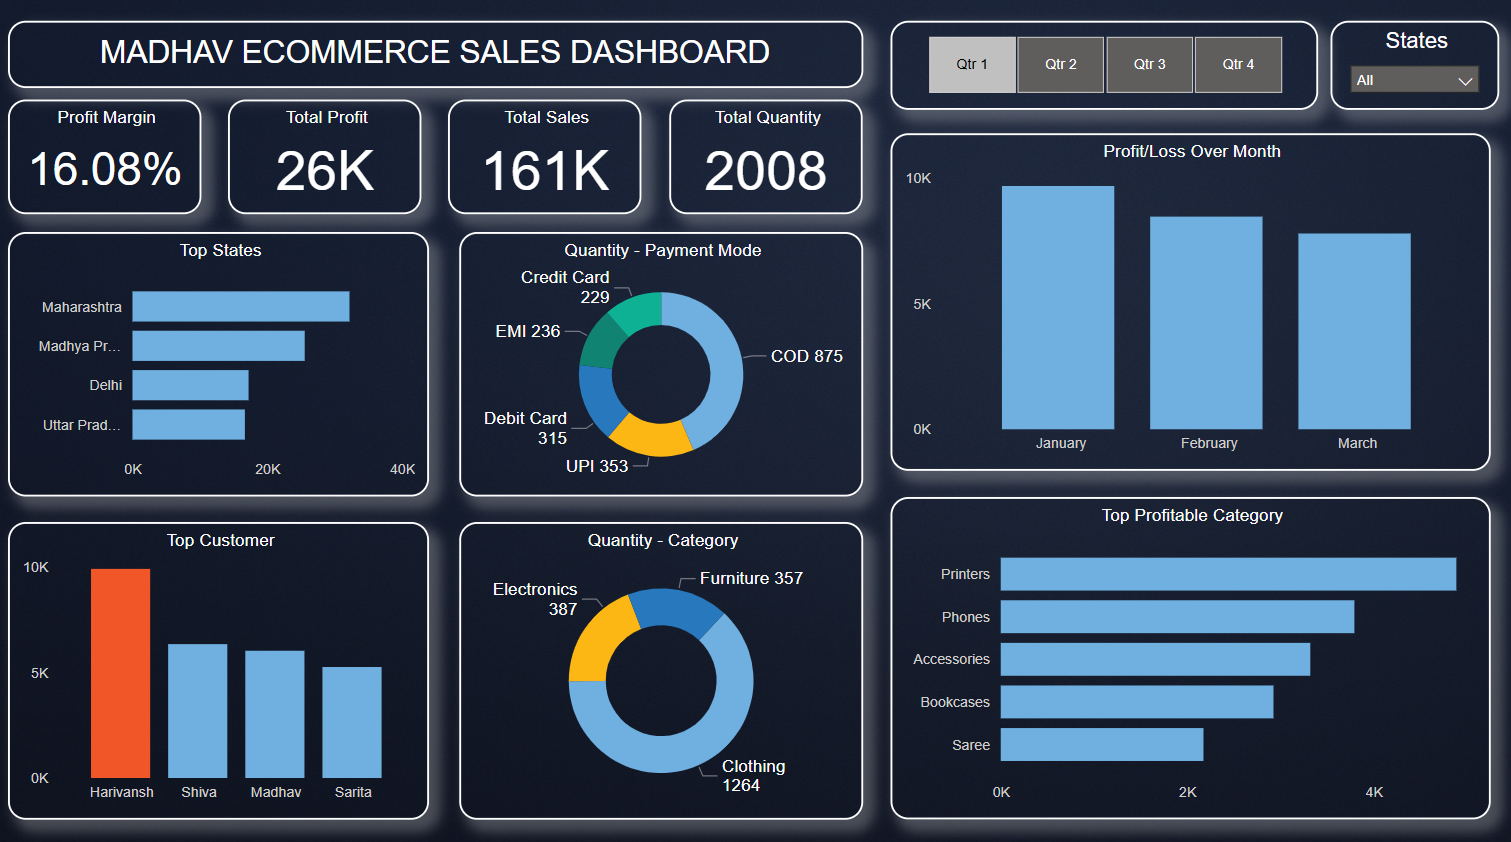 MADHAV ECOMMERCE SALES DASHBOARD
Qtr 1
Qtr 2
Qtr 3
Qtr 4
States
All
Profit Margin
16.08%
Total Profit
26K
Total Sales
161K
Total Quantity
2008
Top States
Maharashtra
Madhya Pr...
Delhi
Uttar Prad...
0K
20K
40K
Quantity - Payment Mode
Credit Card
229
EMI 236
COD 875
Debit Card
315
UPI 353
Profit/Loss Over Month
10K
5K
0K
January
February
March
Top Customer
10K
5K
0K
Harivansh
Shiva
Madhav
Sarita
Quantity - Category
Furniture 357
Electronics
387
Clothing
1264
Top Profitable Category
Printers
Phones
Accessories
Bookcases
Saree
0K
2K
4K